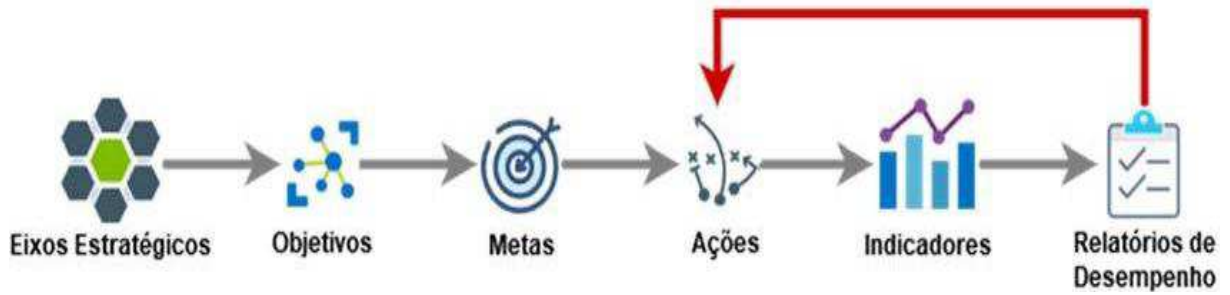 Eixos Estratégicos
Objetivos
Metas
Ações
Indicadores
Relatórios de
Desempenho